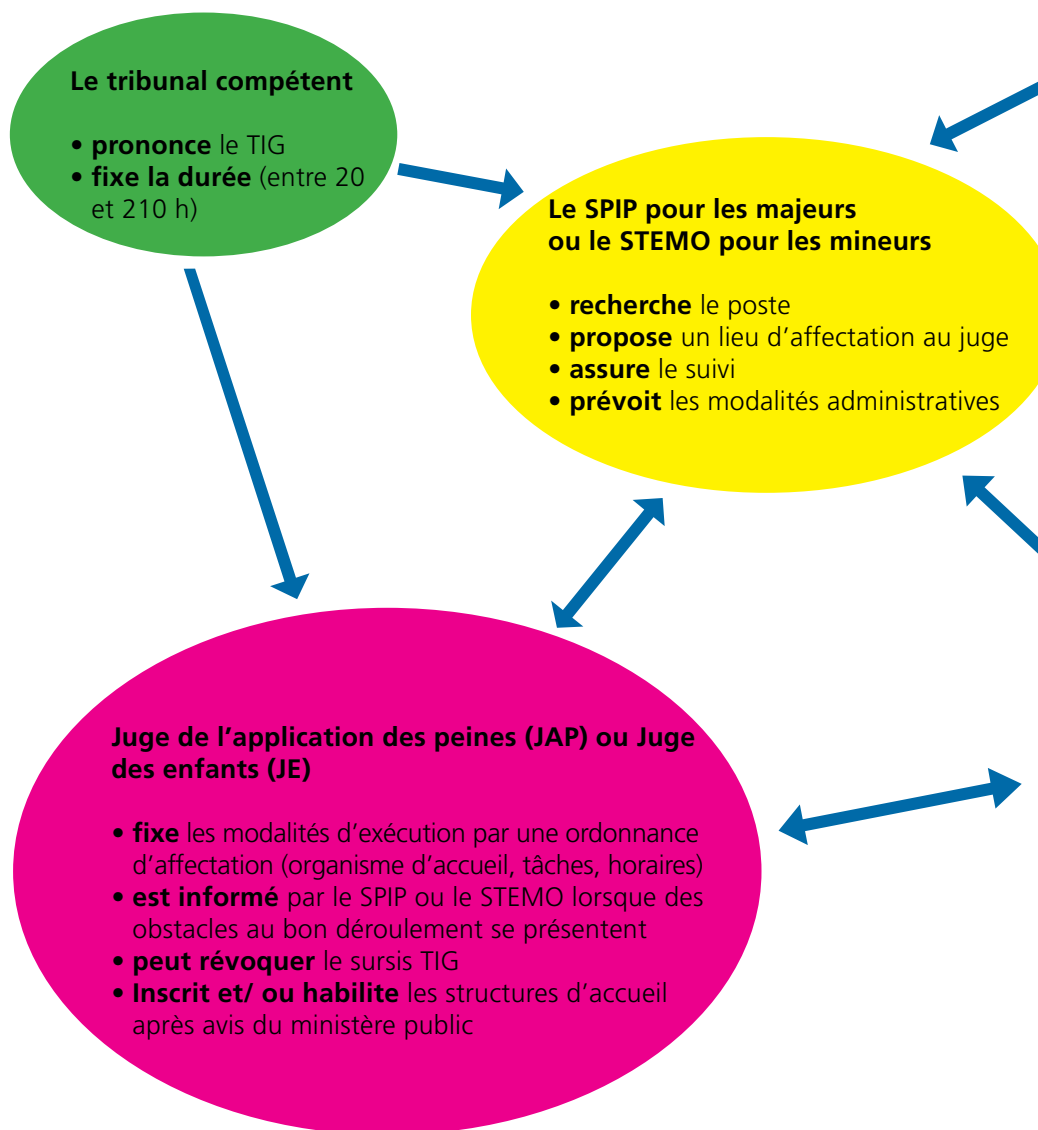 Le tribunal compétent
• prononce le TIG
• fixe la durée (entre 20
et 210 h)
Le SPIP pour les majeurs
ou le STEMO pour les mineurs
• recherche le poste
• propose un lieu d’affectation au juge
• assure le suivi
• prévoit les modalités administratives
Juge de l’application des peines (JAP) ou Juge
des enfants (JE)
• fixe les modalités d’exécution par une ordonnance
d’affectation (organisme d’accueil, tâches, horaires)
• est informé par le SPIP ou le STEMO lorsque des
obstacles au bon déroulement se présentent
• peut révoquer le sursis TIG
• Inscrit et/ ou habilite les structures d’accueil
après avis du ministère public